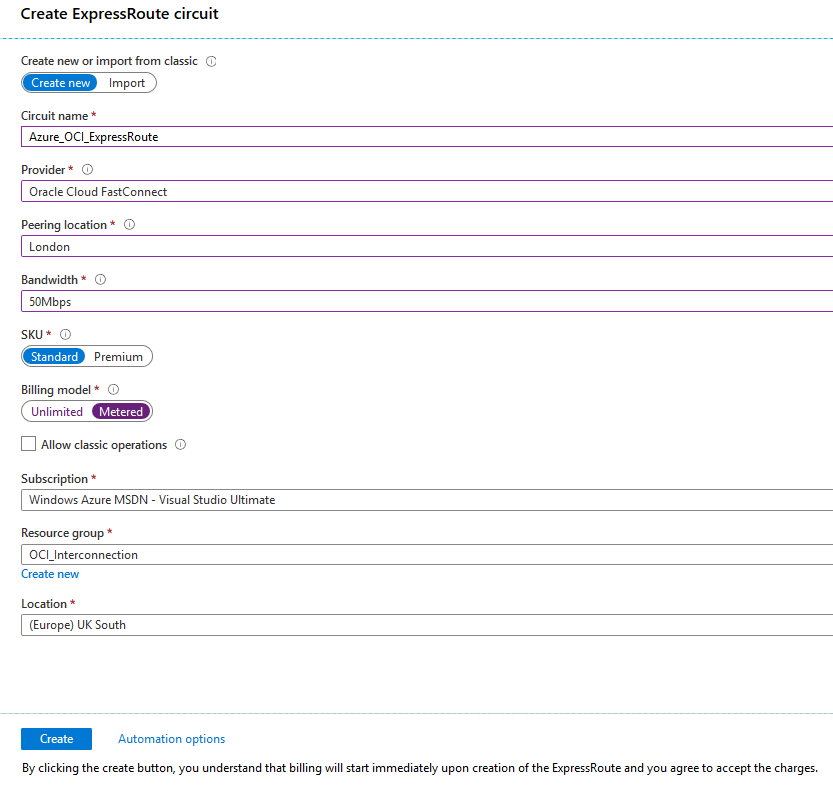 Create ExpressRoute circuit
Create new or import from classic
Create new Import
Circuit name *
Azure_OCI_ExpressRoute
Provider *
Oracle Cloud FastConnect
Peering location *
London
Bandwidth *
50Mbps
SKU *
Standard Premium
Billing model *
Unlimited Metered
Allow classic operations
Subscription *
Windows Azure MSDN - Visual Studio Ultimate
Resource group *
OCI_Interconnection
Create new
Location *
(Europe) UK South
Create Automation options
By clicking the create button, you understand that billing will start immediately upon creation of the ExpressRoute and you agree to accept the charges.